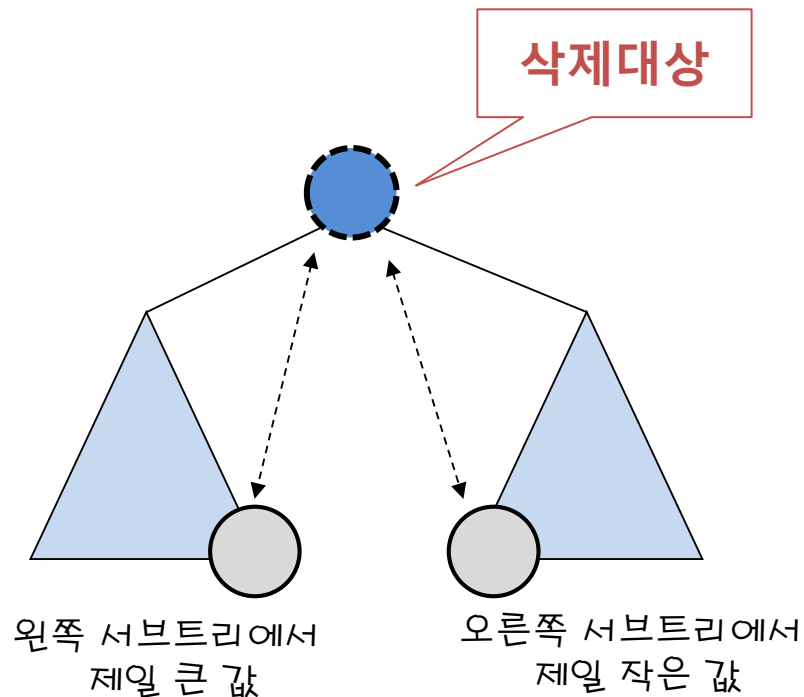 삭제대상
왼쪽 서브트리에서
제일 큰 값
오른쪽 서브트리에서
제일 작은 값